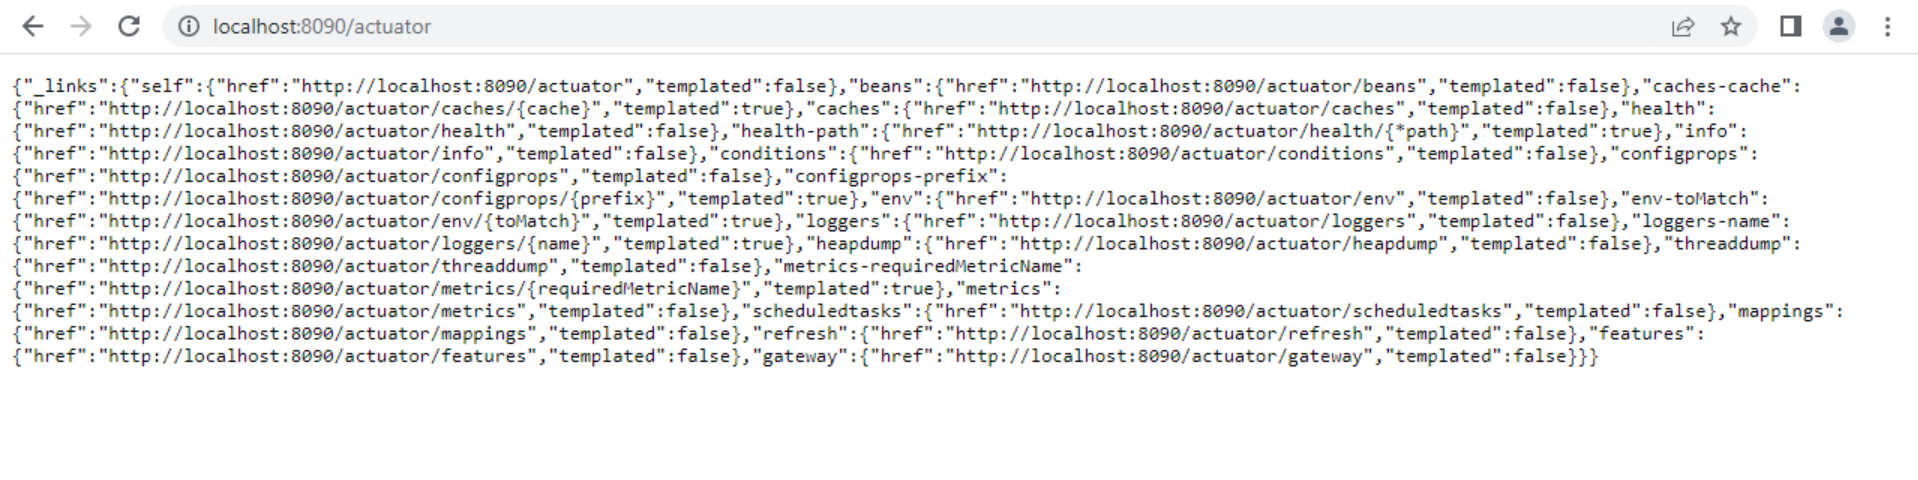 localhost:8090/actuator
{"_links":{"self":{"href":"http://localhost:8090/actuator","templated":false},"beans":{"href":"http://localhost:8090/actuator/beans","templated":false},"caches-cache":
{"href":"http://localhost:8090/actuator/caches/{cache}","templated":true},"caches":{"href":"http://localhost:8090/actuator/caches","templated":false},"health":
{"href":"http://localhost:8090/actuator/health","templated":false},"health-path":{"href":"http://localhost:8090/actuator/health/{*path}","templated":true},"info":
{"href":"http://localhost:8090/actuator/info","templated":false},"conditions":{"href":"http://localhost:8090/actuator/conditions","templated":false},"configprops":
{"href":"http://localhost:8090/actuator/configprops","templated":false},"configprops-prefix":
{"href":"http://localhost:8090/actuator/configprops/{prefix}","templated":true},"env":{"href":"http://localhost:8090/actuator/env","templated":false},"env-toMatch":
{"href":"http://localhost:8090/actuator/env/{toMatch}","templated":true},"loggers":{"href":"http://localhost:8090/actuator/loggers","templated":false},"loggers-name":
{"href":"http://localhost:8090/actuator/loggers/{name}","templated":true},"heapdump":{"href":"http://localhost:8090/actuator/heapdump","templated":false},"threaddump":
{"href":"http://localhost:8090/actuator/threaddump","templated":false},"metrics-requiredMetricName":
{"href":"http://localhost:8090/actuator/metrics/{requiredMetricName}","templated":true},"metrics":
{"href":"http://localhost:8090/actuator/metrics","templated":false},"scheduledtasks":{"href":"http://localhost:8090/actuator/scheduledtasks","templated":false},"mappings":
{"href":"http://localhost:8090/actuator/mappings","templated":false},"refresh":{"href":"http://localhost:8090/actuator/refresh","templated":false},"features":
{"href":"http://localhost:8090/actuator/features","templated":false},"gateway":{"href":"http://localhost:8090/actuator/gateway","templated":false}}}